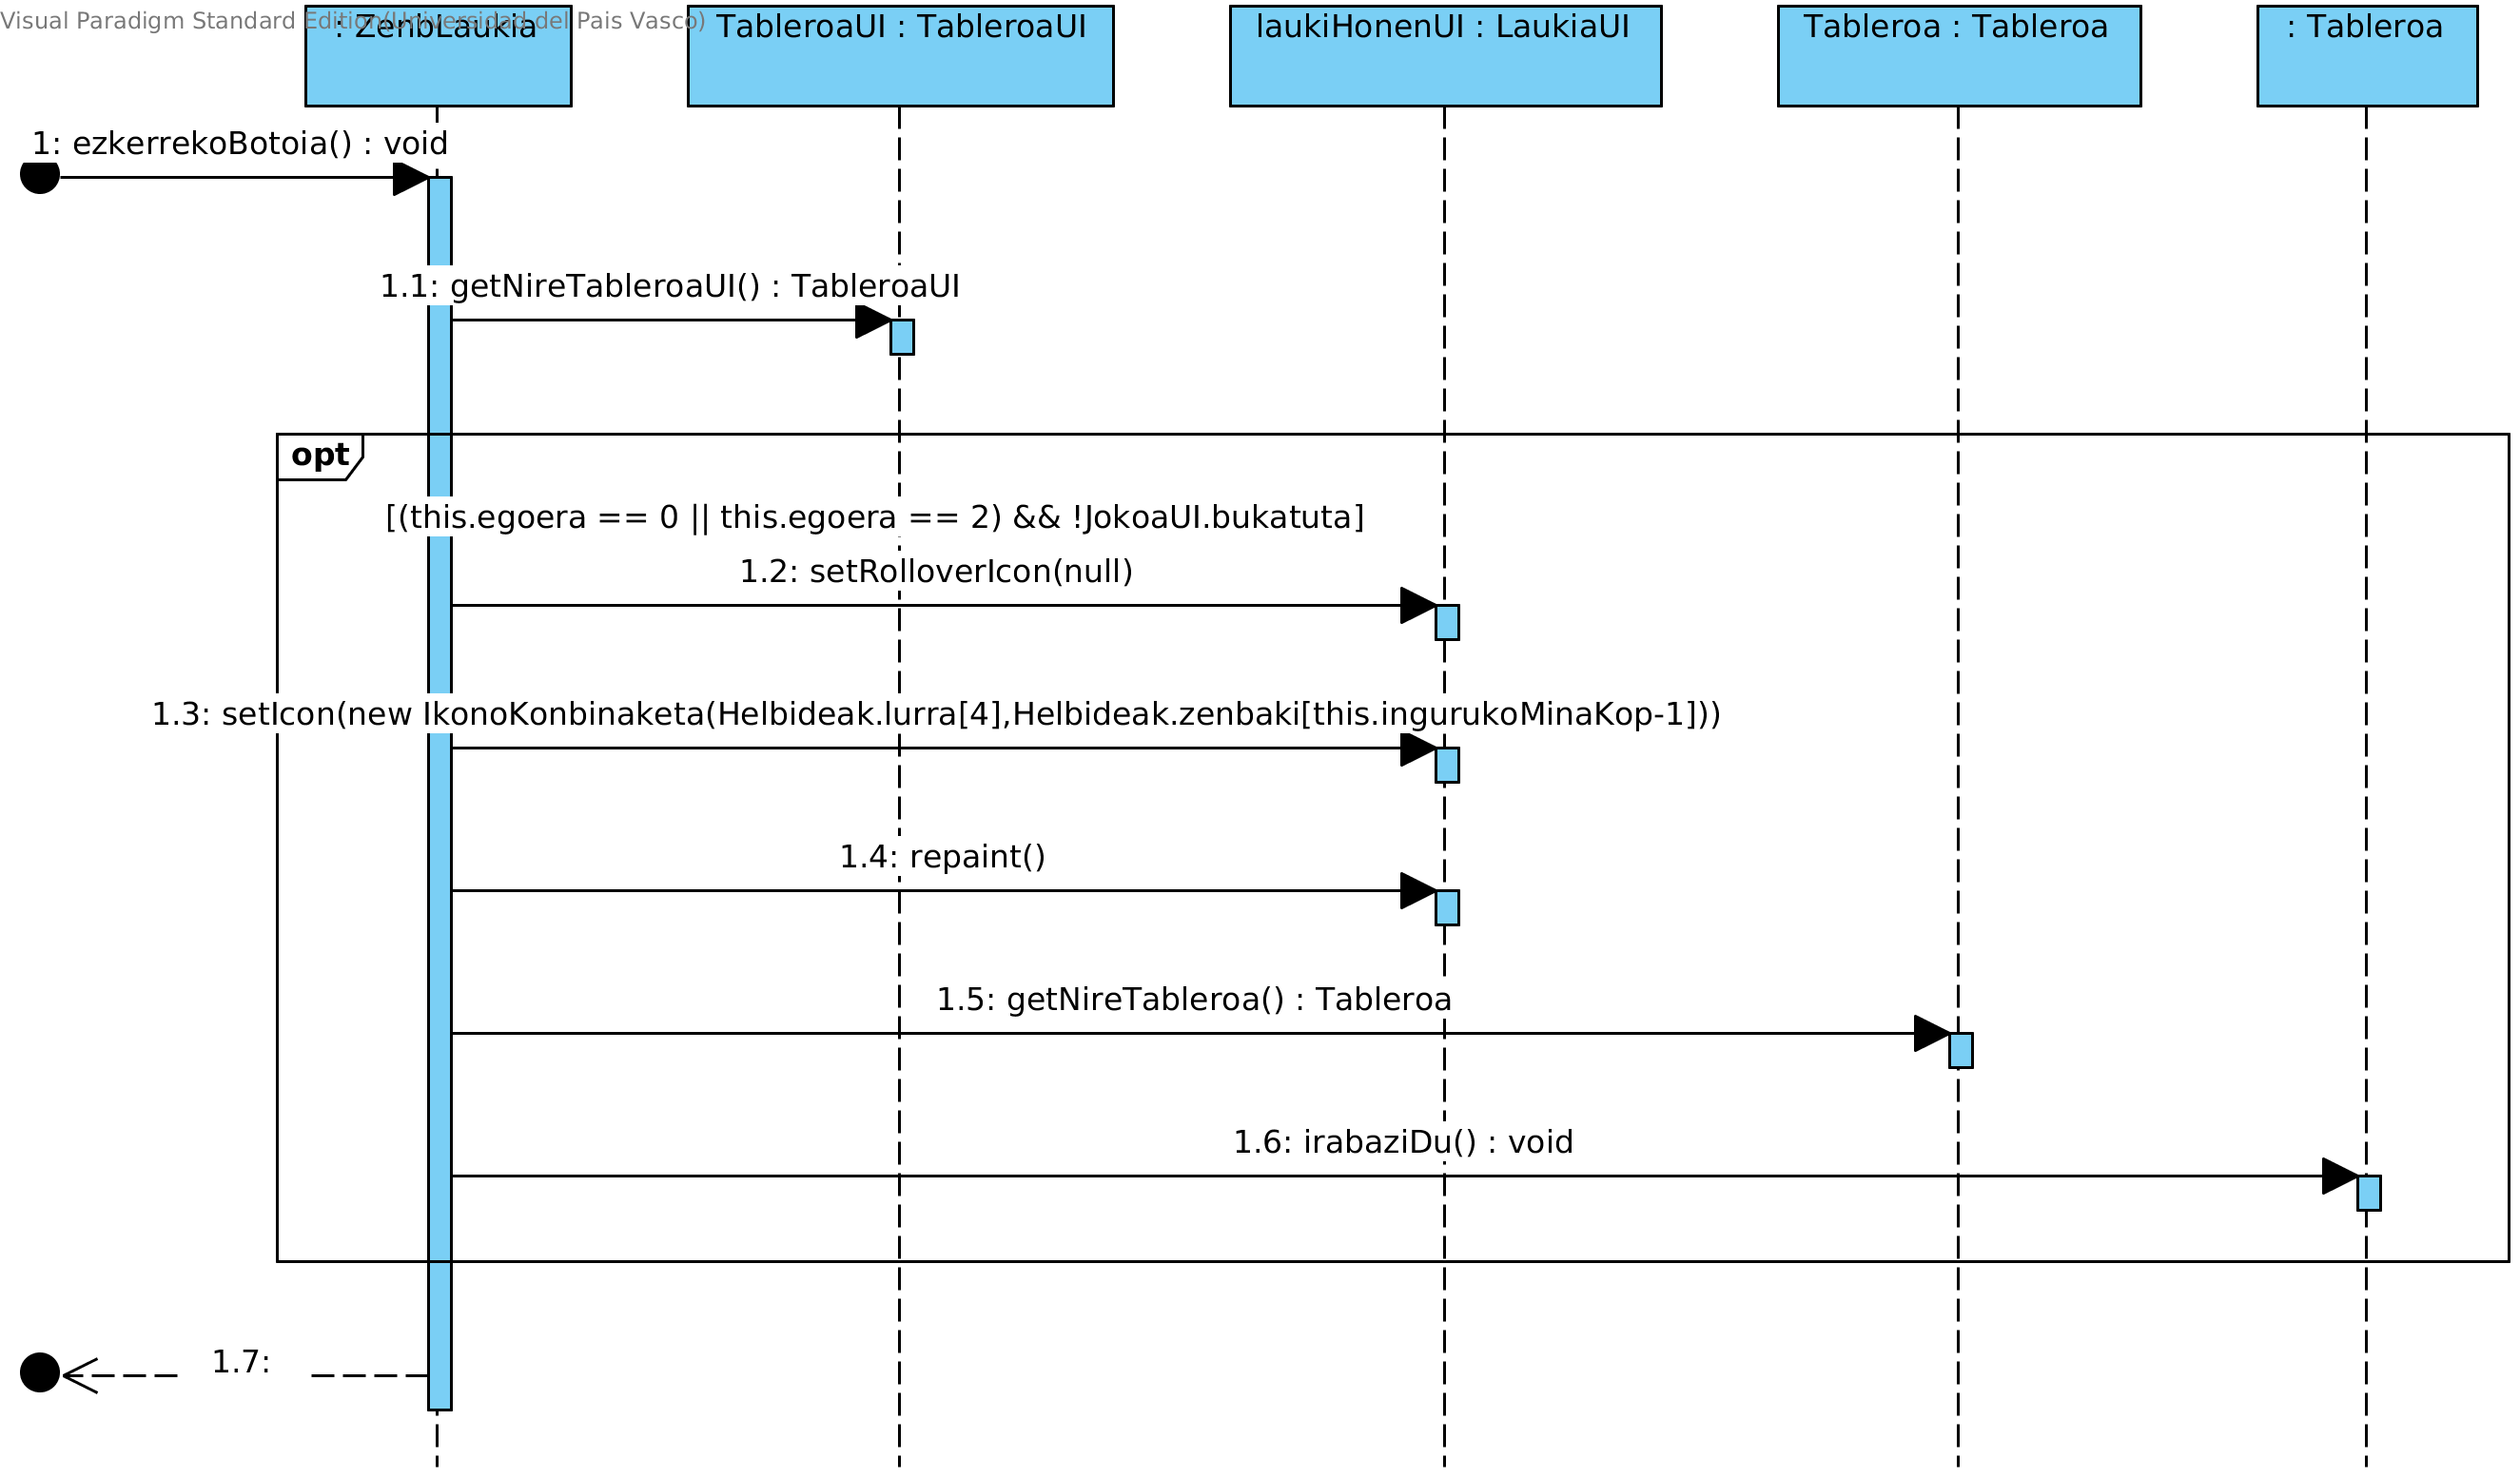 Visual Paradigm Standard Edition(Universidad del Pais Vasco)
: ZenbLaukia
TableroaUI : TableroaUI
laukiHonenUI : LaukiaUI
Tableroa : Tableroa
: Tableroa
1: ezkerrekoBotoia() : void
1.1: getNireTableroaUI() : TableroaUI
opt
[(this.egoera == 0 || this.egoera == 2) && !JokoaUI.bukatuta]
1.2: setRolloverIcon(null)
1.3: setIcon(new IkonoKonbinaketa(Helbideak.lurra[4],Helbideak.zenbaki[this.ingurukoMinaKop-1]))
1.4: repaint()
1.5: getNireTableroa() : Tableroa
1.6: irabaziDu() : void
1.7: